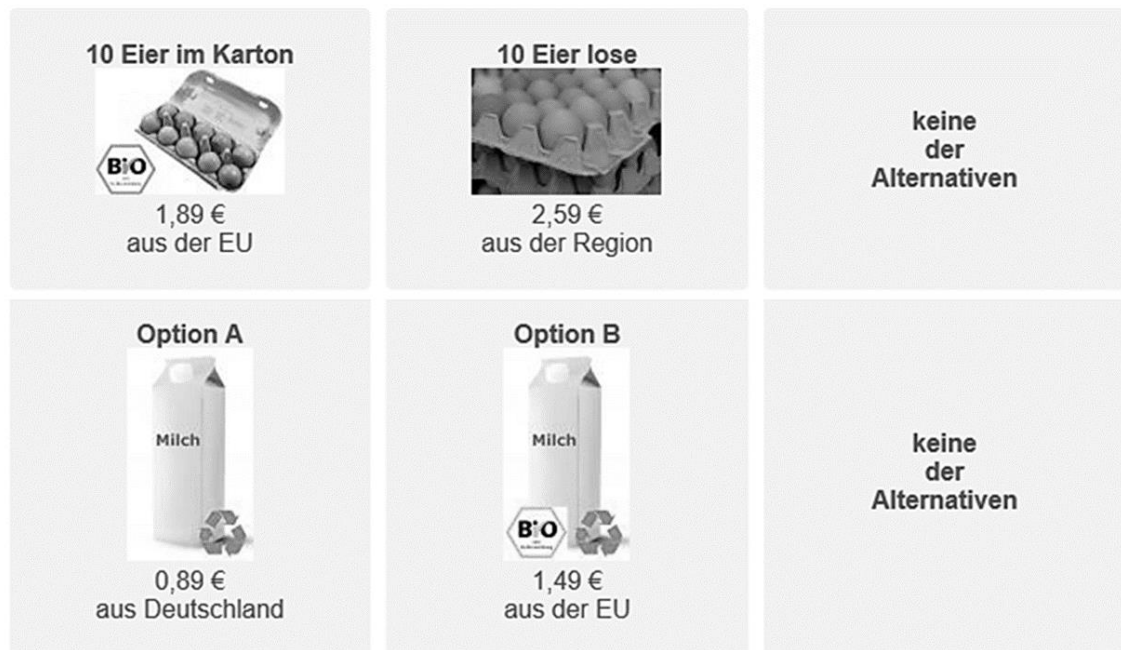 10 Eier im Karton
BiO
1,89 €
aus der EU
10 Eier lose
2,59 €
aus der Region
keine
der
Alternativen
Option A
Milch
0,89 €
aus Deutschland
Option B
Milch
BiO
1,49 €
aus der EU
keine
der
Alternativen